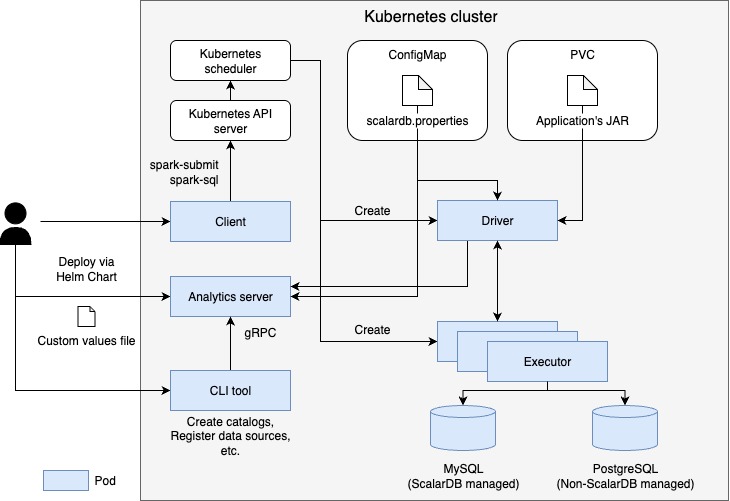 Kubernetes cluster
Kubernetes
scheduler
ConfigMap
PVC
scalardb.properties
Application's JAR
Kubernetes API
server
spark-submit
spark-sql
Client
Create
Driver
Deploy via
Helm Chart
Analytics server
Custom values file
gRPC
Create
Executor
CLI tool
Create catalogs,
Register data sources,
etc.
MySQL
(ScalarDB managed)
PostgreSQL
(Non-ScalarDB managed)
Pod